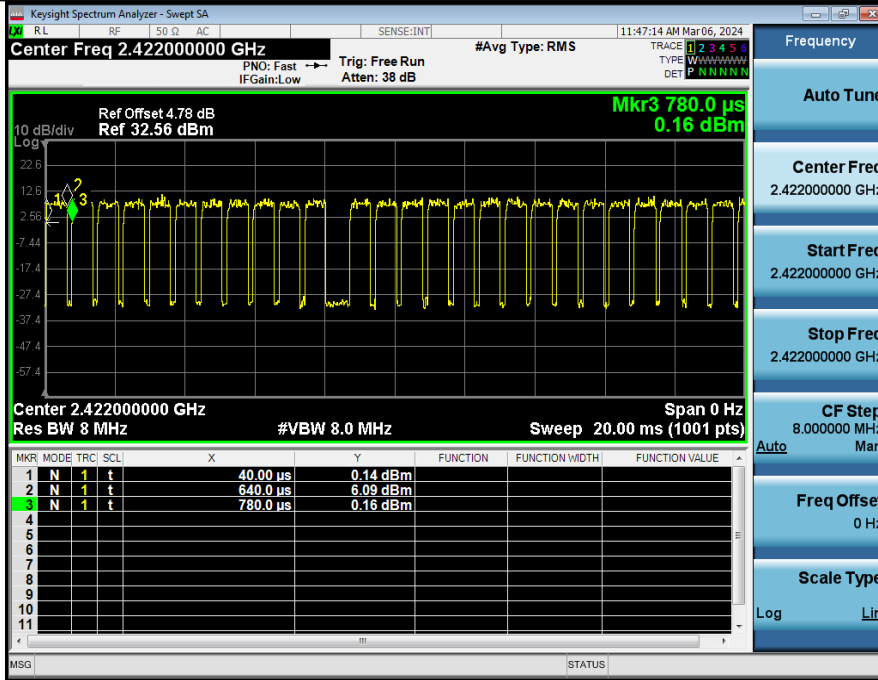 Keysight Spectrum Analyzer - Swept SA
LXI RL RF 50 Ω AC SENSE:INT 11:47:14 AM Mar 06, 2024
Center Freq 2.422000000 GHz #Avg Type: RMS TRACE 1 2 3 4 5 6
PNO: Fast Trig: Free Run TYPE WWWWWW
IFGain:Low Atten: 38 dB DET P N N N N N
Frequency
Auto Tune
Center Freq
2.422000000 GHz
Start Freq
2.422000000 GHz
Stop Freq
2.422000000 GHz
CF Step
8.000000 MHz
Auto Man
Freq Offset
0 Hz
Scale Type
Log Lin
Mkr3 780.0 µs
0.16 dBm
Ref Offset 4.78 dB
10 dB/div Ref 32.56 dBm
Log
22.6
12.6
2.56
-7.44
-17.4
-27.4
-37.4
-47.4
-57.4
1 2 3
Center 2.422000000 GHz Span 0 Hz
Res BW 8 MHz #VBW 8.0 MHz Sweep 20.00 ms (1001 pts)
MKR MODE TRC SCL X Y FUNCTION FUNCTION WIDTH FUNCTION VALUE
1 N 1 t 40.00 µs 0.14 dBm
2 N 1 t 640.0 µs 6.09 dBm
3 N 1 t 780.0 µs 0.16 dBm
4
5
6
7
8
9
10
11
MSG STATUS